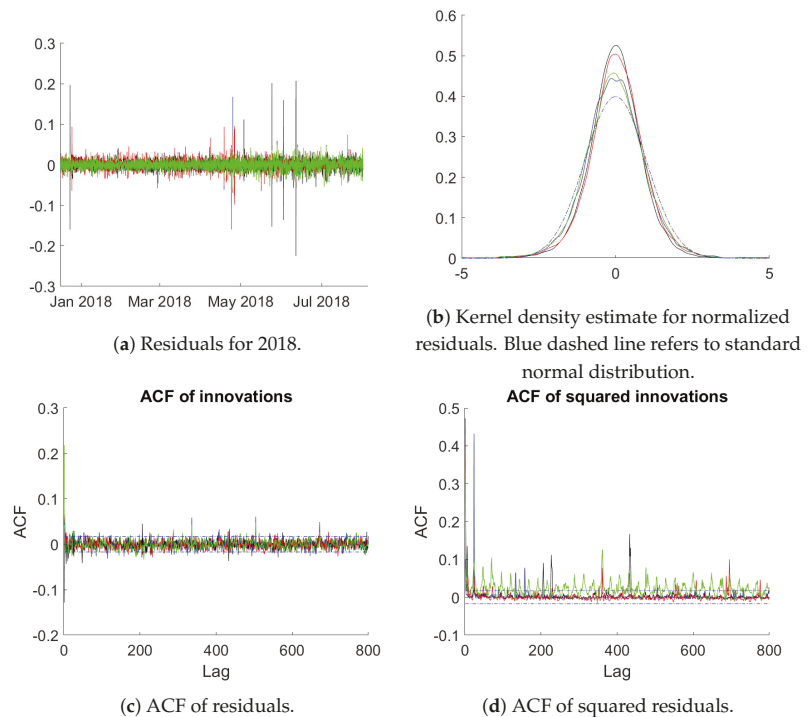 0.3
0.2
0.1
0
-0.1
-0.2
-0.3
Jan 2018 Mar 2018 May 2018 Jul 2018
(a) Residuals for 2018.
0.6
0.5
0.4
0.3
0.2
0.1
0
-5 0 5
(b) Kernel density estimate for normalized
residuals. Blue dashed line refers to standard
normal distribution.
ACF of innovations
0.3
0.2
0.1
0
-0.1
-0.2
ACF
0 200 400 600 800
Lag
(c) ACF of residuals.
ACF of squared innovations
0.5
0.4
0.3
0.2
0.1
0
-0.1
ACF
0 200 400 600 800
Lag
(d) ACF of squared residuals.